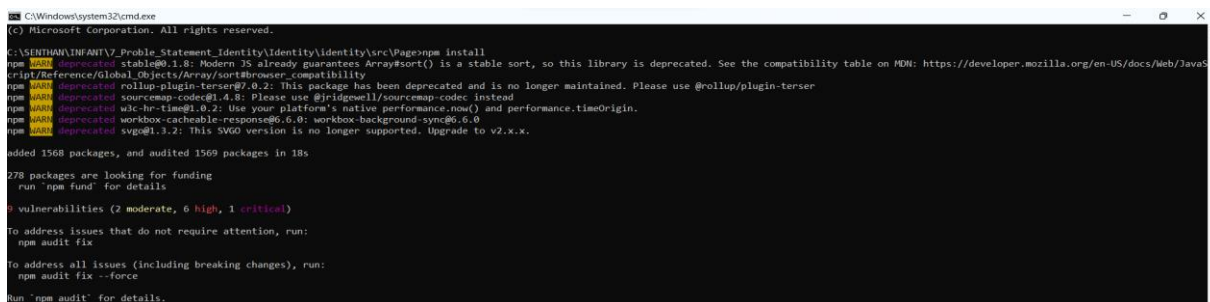 C:\Windows\system32\cmd.exe
(c) Microsoft Corporation. All rights reserved.
C:\SENTHAN\INFANT\7_Proble_Statement_Identity\Identity\identity\src\Page>npm install
npm WARN deprecated stable@0.1.8: Modern JS already guarantees Array#sort() is a stable sort, so this library is deprecated. See the compatibility table on MDN: https://developer.mozilla.org/en-US/docs/Web/JavaS
cript/Reference/Global_Objects/Array/sort#browser_compatibility
npm WARN deprecated rollup-plugin-terser@7.0.2: This package has been deprecated and is no longer maintained. Please use @rollup/plugin-terser
npm WARN deprecated sourcemap-codec@1.4.8: Please use @jridgewell/sourcemap-codec instead
npm WARN deprecated w3c-hr-time@1.0.2: Use your platform's native performance.now() and performance.timeOrigin.
npm WARN deprecated workbox-cacheable-response@6.6.0: workbox-background-sync@6.6.0
npm WARN deprecated svgo@1.3.2: This SVGO version is no longer supported. Upgrade to v2.x.x.
added 1568 packages, and audited 1569 packages in 18s
278 packages are looking for funding
run `npm fund` for details
9 vulnerabilities (2 moderate, 6 high, 1 critical)
To address issues that do not require attention, run:
npm audit fix
To address all issues (including breaking changes), run:
npm audit fix --force
Run `npm audit` for details.